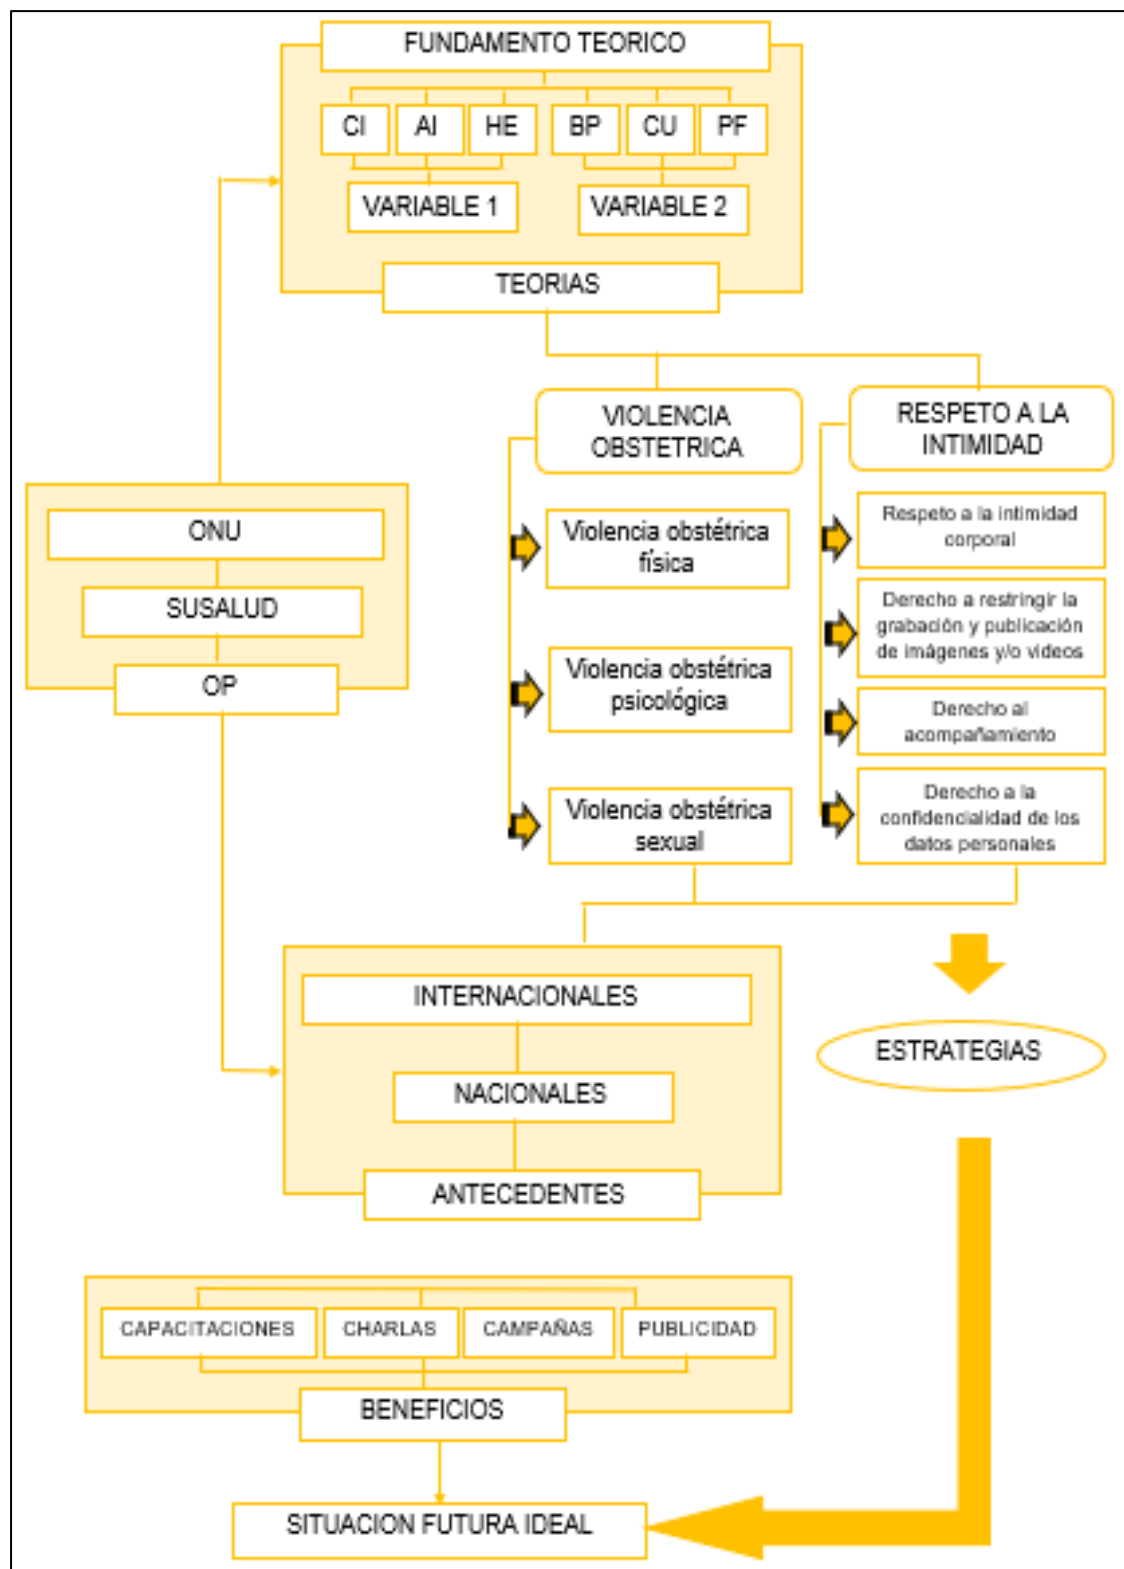 FUNDAMENTO TEORICO
CI
AI
HE
BP
CU
PF
VARIABLE 1
VARIABLE 2
TEORIAS
VIOLENCIA
OBSTETRICA
RESPETO A LA
INTIMIDAD
ONU
SUSALUD
OP
Violencia obstétrica
física
Violencia obstétrica
psicológica
Violencia obstétrica
sexual
Respeto a la intimidad
corporal
Derecho a restringir la
grabación y publicación
de imágenes y/o videos
Derecho al
acompañamiento
Derecho a la
confidencialidad de los
datos personales
INTERNACIONALES
NACIONALES
ANTECEDENTES
ESTRATEGIAS
CAPACITACIONES
CHARLAS
CAMPAÑAS
PUBLICIDAD
BENEFICIOS
SITUACION FUTURA IDEAL